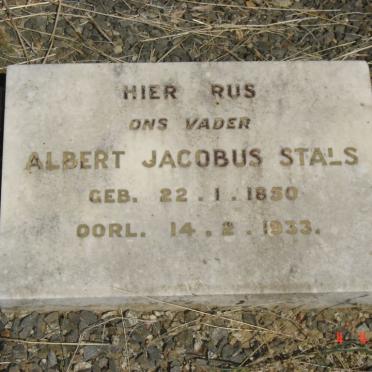 HIER RUS
ONS VADER
ALBERT JACOBUS STALS
GEB. 22.1.1850
OORL. 14.2.1933.